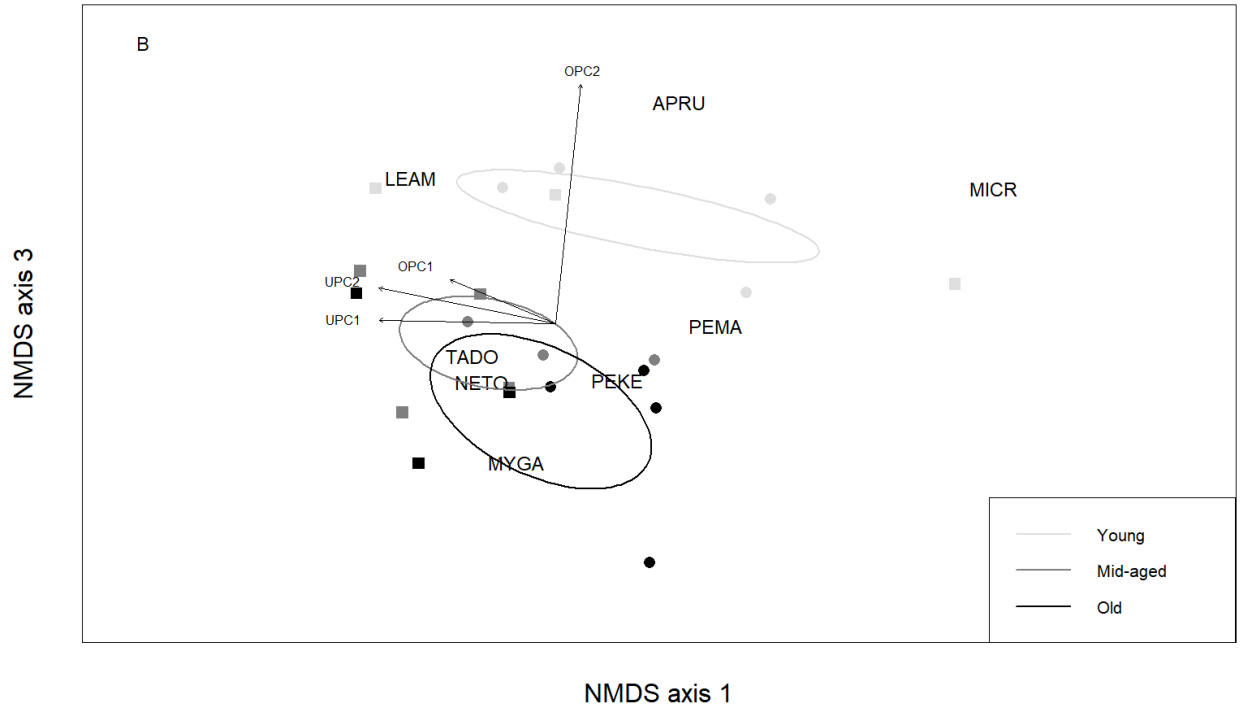 B
OPC2
APRU
LEAM
MICR
OPC1
UPC2
UPC1
PEMA
TADO
NETO
PEKE
MYGA
Young
Mid-aged
Old
NMDS axis 3
NMDS axis 1